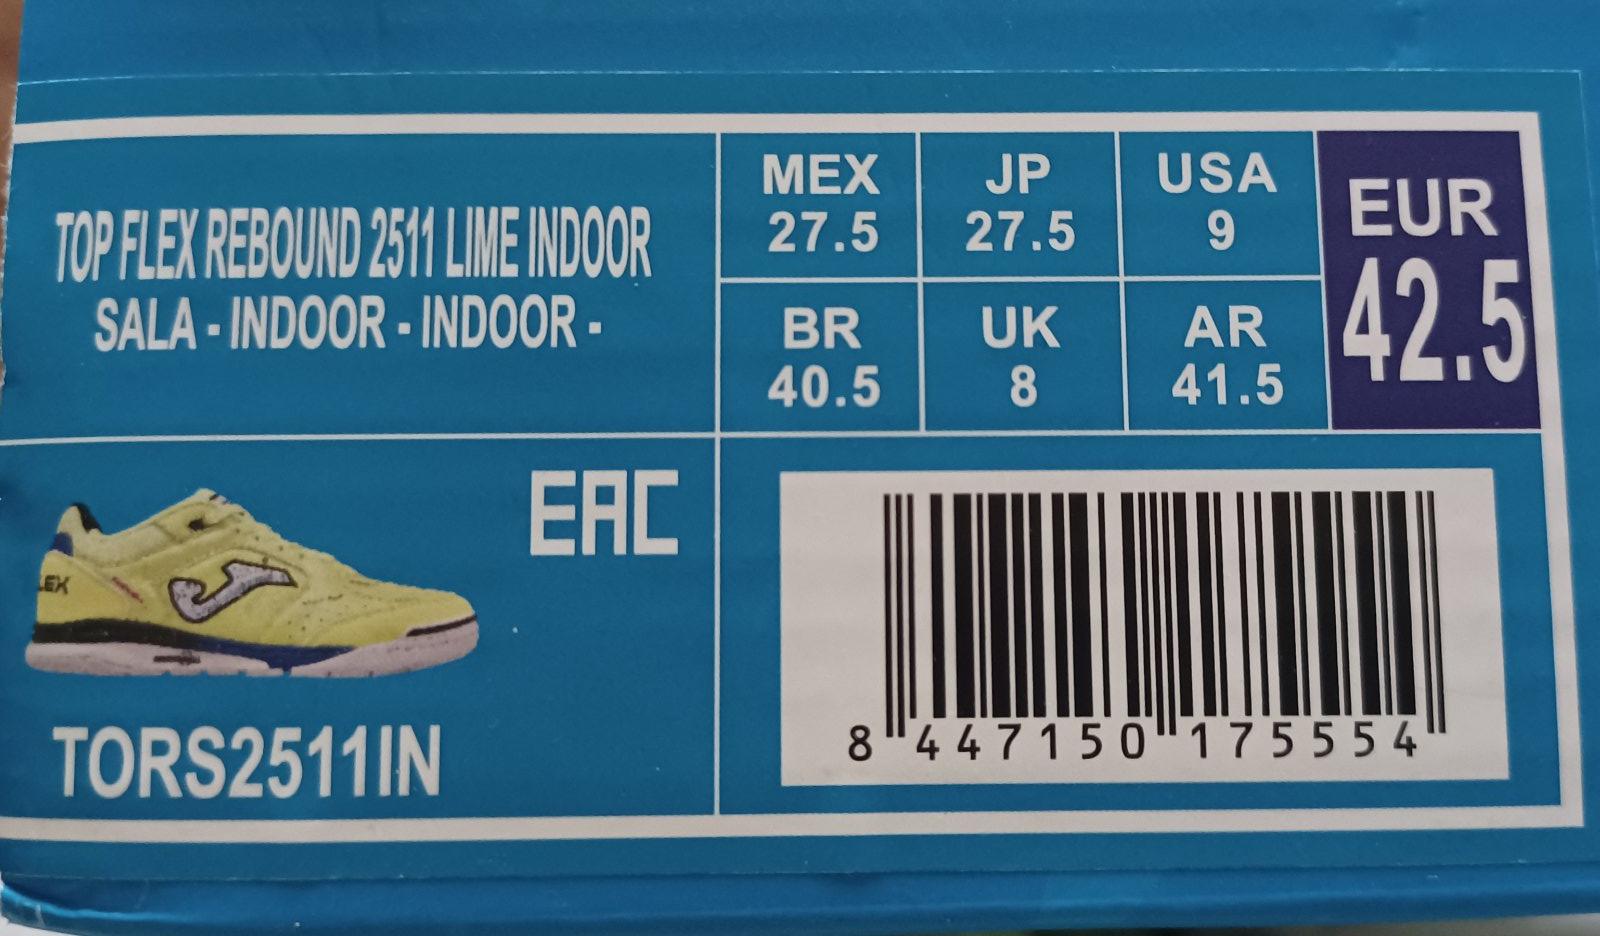 TOP FLEX REBOUND 2511 LIME INDOOR
SALA - INDOOR - INDOOR -
MEX
27.5
JP
27.5
USA
9
EUR
42.5
BR
40.5
UK
8
AR
41.5
EAC
LEX
TORS2511IN
8 447150 175554